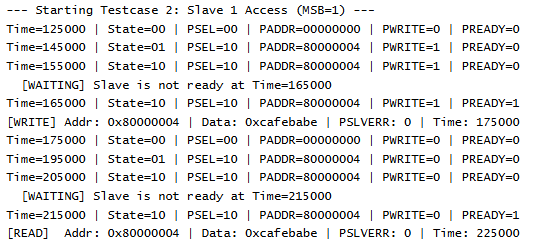 --- Starting Testcase 2: Slave 1 Access (MSB=1) ---
Time=125000 | State=00 | PSEL=00 | PADDR=00000000 | PWRITE=0 | PREADY=0
Time=145000 | State=01 | PSEL=10 | PADDR=80000004 | PWRITE=1 | PREADY=0
Time=155000 | State=10 | PSEL=10 | PADDR=80000004 | PWRITE=1 | PREADY=0
  [WAITING] Slave is not ready at Time=165000
Time=165000 | State=10 | PSEL=10 | PADDR=80000004 | PWRITE=1 | PREADY=1
[WRITE] Addr: 0x80000004 | Data: 0xcafebabe | PSLVERR: 0 | Time: 175000
Time=175000 | State=00 | PSEL=00 | PADDR=80000004 | PWRITE=0 | PREADY=0
Time=195000 | State=01 | PSEL=10 | PADDR=80000004 | PWRITE=0 | PREADY=0
Time=205000 | State=10 | PSEL=10 | PADDR=80000004 | PWRITE=0 | PREADY=0
  [WAITING] Slave is not ready at Time=215000
Time=215000 | State=10 | PSEL=10 | PADDR=80000004 | PWRITE=0 | PREADY=1
[READ]  Addr: 0x80000004 | Data: 0xcafebabe | PSLVERR: 0 | Time: 225000